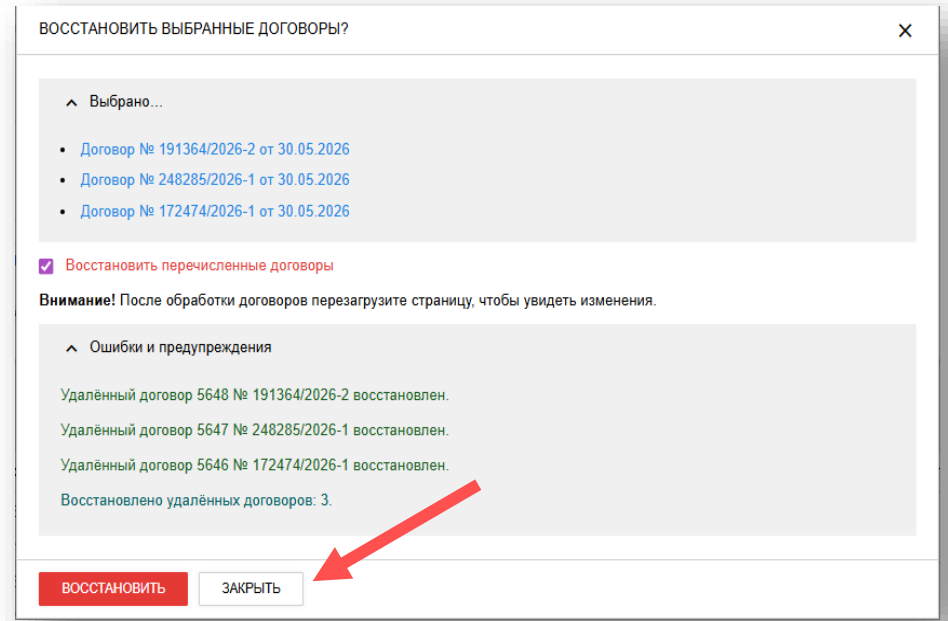 ВОССТАНОВИТЬ ВЫБРАННЫЕ ДОГОВОРЫ?
Выбрано...
Договор № 191364/2026-2 от 30.05.2026
Договор № 248285/2026-1 от 30.05.2026
Договор № 172474/2026-1 от 30.05.2026
Восстановить перечисленные договоры
Внимание! После обработки договоров перезагрузите страницу, чтобы увидеть изменения.
Ошибки и предупреждения
Удалённый договор 5648 № 191364/2026-2 восстановлен.
Удалённый договор 5647 № 248285/2026-1 восстановлен.
Удалённый договор 5646 № 172474/2026-1 восстановлен.
Восстановлено удалённых договоров: 3.
ВОССТАНОВИТЬ
ЗАКРЫТЬ